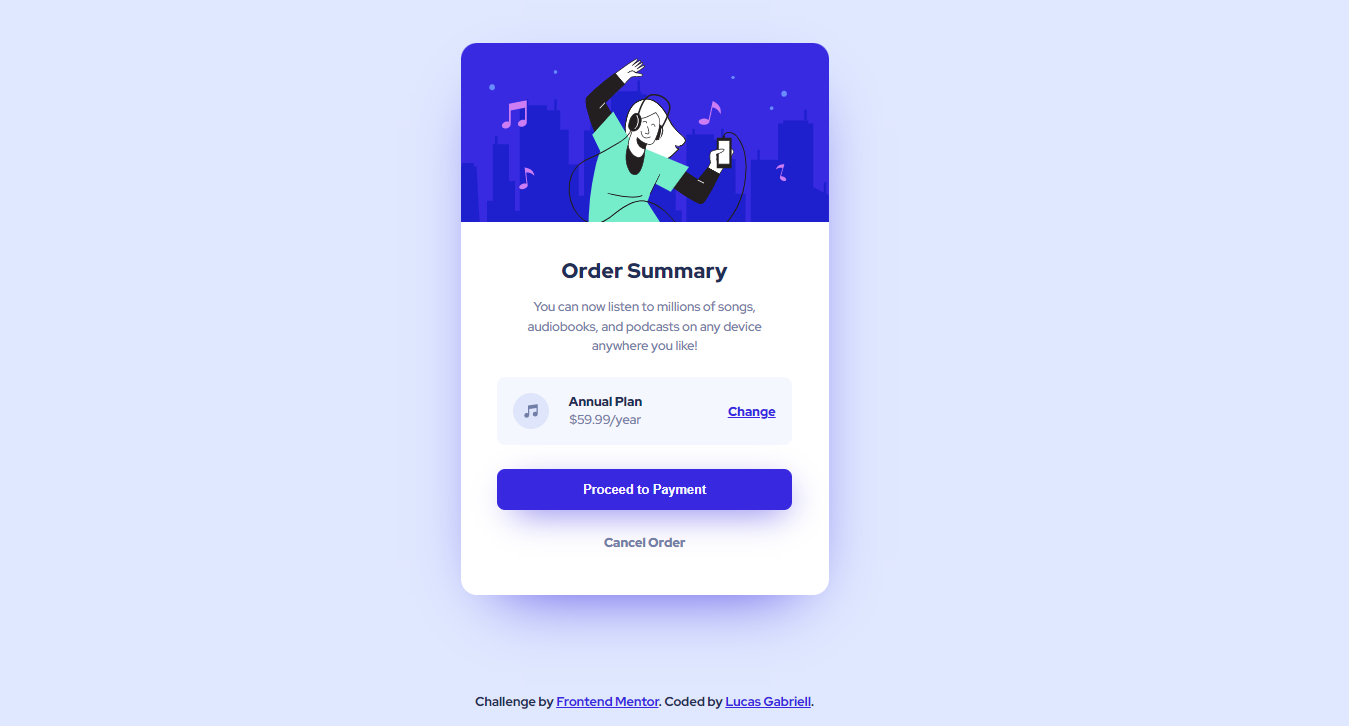 Order Summary
You can now listen to millions of songs,
audiobooks, and podcasts on any device
anywhere you like!
Annual Plan
$59.99/year
Change
Proceed to Payment
Cancel Order
Challenge by Frontend Mentor. Coded by Lucas Gabriell.